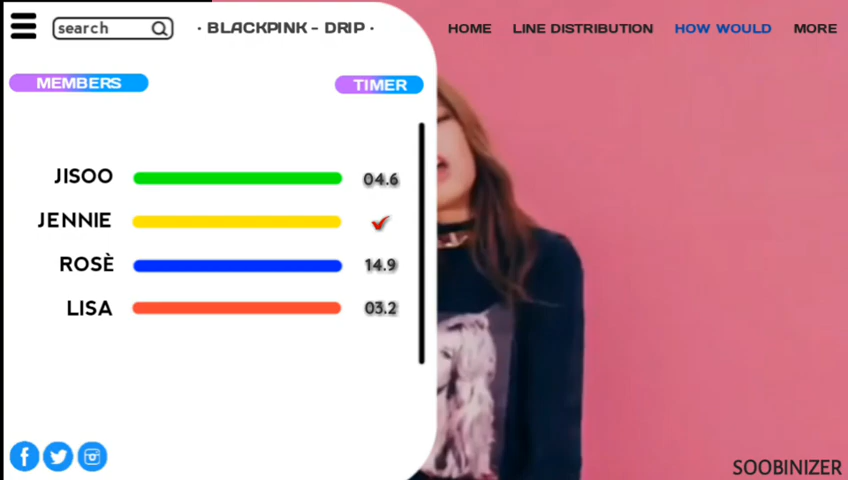 search
· BLACKPINK - DRIP ·
HOME
LINE DISTRIBUTION
HOW WOULD
MORE
MEMBERS
TIMER
JISOO 04.6
JENNIE
ROSÈ 14.9
LISA 03.2
SOOBINIZER